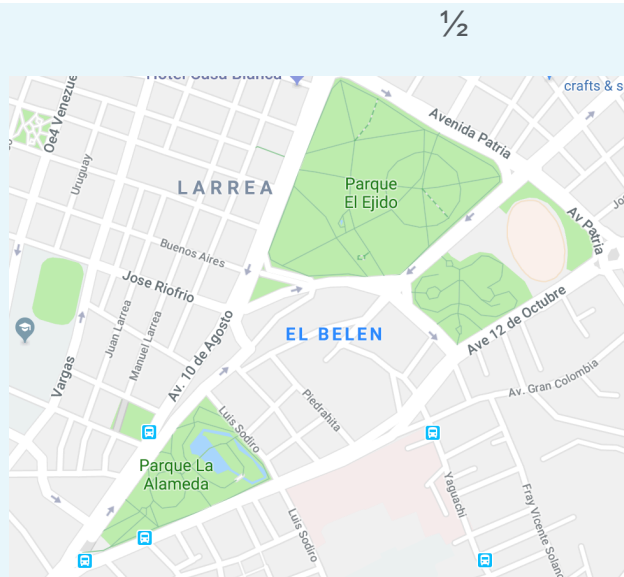 ½
Hotel Casa Blanca
crafts & s
Oe4 Venezue
Avenida Patria
Uruguay
LARREA
Parque
El Ejido
Av Patria
Buenos Aires
Jose Riofrio
Juan Larrea
Manuel Larrea
Av. 10 de Agosto
EL BELEN
Ave 12 de Octubre
Vargas
Av. Gran Colombia
Piedrahita
Luis Sodiro
Parque La
Alameda
Yaguachi
Fray Vicente Solano
Luis Sodiro